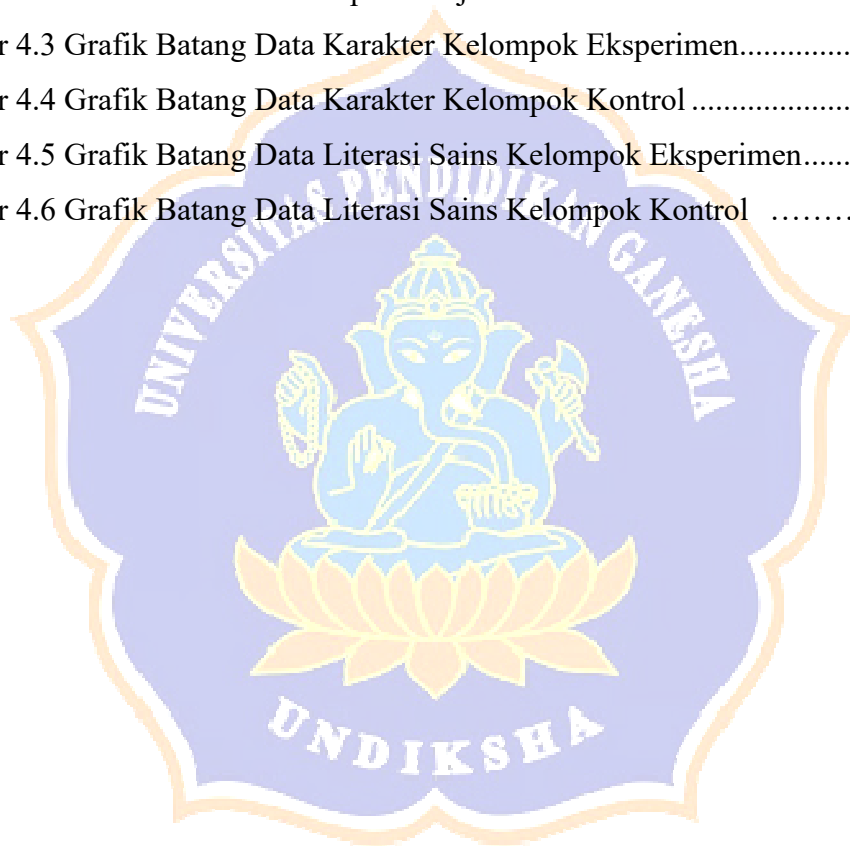 r 4.3 Grafik Batang Data Karakter Kelompok Eksperimen..............
r 4.4 Grafik Batang Data Karakter Kelompok Kontrol ....................
r 4.5 Grafik Batang Data Literasi Sains Kelompok Eksperimen......
r 4.6 Grafik Batang Data Literasi Sains Kelompok Kontrol ………
UNIVERSITAS PENDIDIKAN GANESHA
UNDIKSHA